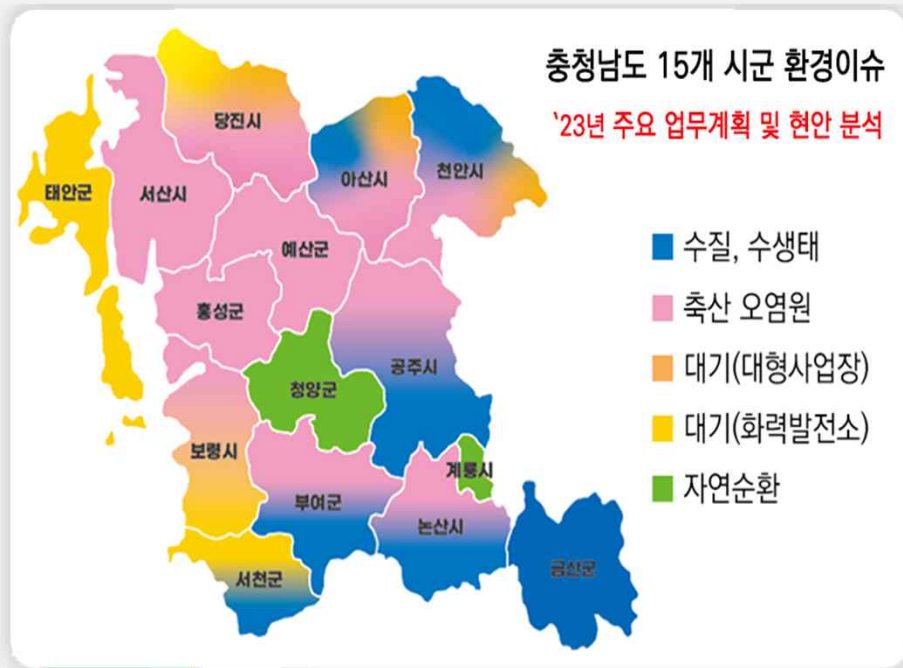 충청남도 15개 시군 환경이슈
'23년 주요 업무계획 및 현안 분석
당진시
아산시
천안시
태안군
서산시
예산군
홍성군
청양군
공주시
보령시
부여군
계룡시
논산시
서천군
금산군
수질, 수생태
축산 오염원
대기(대형사업장)
대기(화력발전소)
자연순환